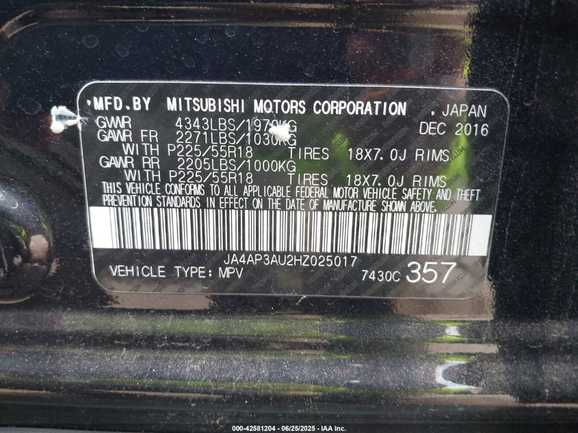 MFD.BY MITSUBISHI MOTORS CORPORATION , JAPAN
GVWR 4343LBS/1970KG DEC 2016
GAWR FR 2271LBS/1030KG
WITH P225/55R18 TIRES 18X7.0J RIMS
GAWR RR 2205LBS/1000KG
WITH P225/55R18 TIRES 18X7.0J RIMS
THIS VEHICLE CONFORMS TO ALL APPLICABLE FEDERAL MOTOR VEHICLE SAFETY AND THEFT
PREVENTION STANDARDS IN EFFECT ON THE DATE OF MANUFACTURE SHOWN ABOVE.
JA4AP3AU2HZ025017
VEHICLE TYPE: MPV 7430C 357
000-42581204 - 06/25/2025 - IAA Inc.